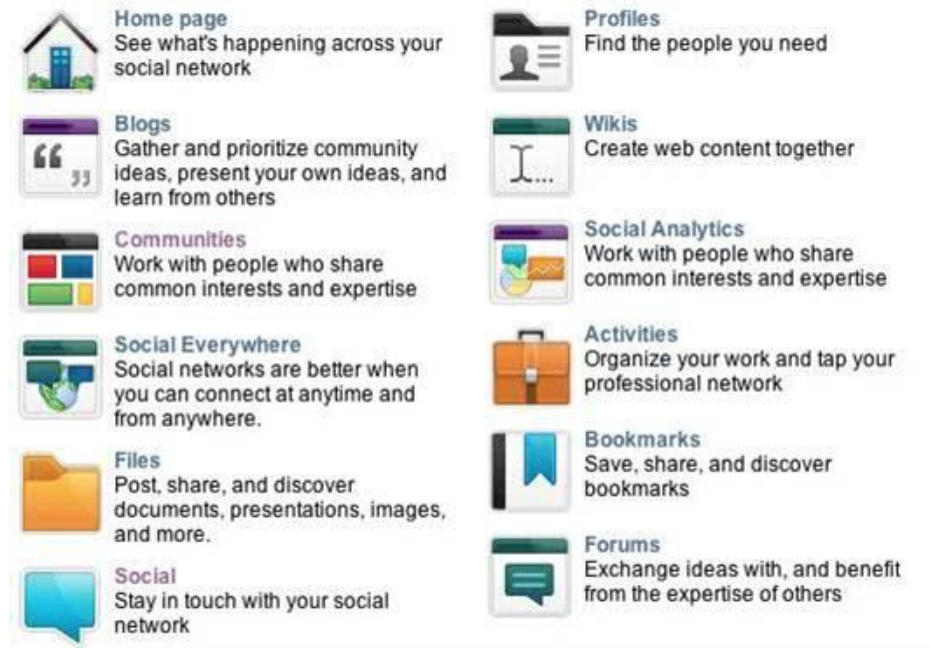 Home page
See what's happening across your
social network
Blogs
Gather and prioritize community
ideas, present your own ideas, and
learn from others
Communities
Work with people who share
common interests and expertise
Social Everywhere
Social networks are better when
you can connect at anytime and
from anywhere.
Files
Post, share, and discover
documents, presentations, images,
and more.
Social
Stay in touch with your social
network
Profiles
Find the people you need
Wikis
Create web content together
Social Analytics
Work with people who share
common interests and expertise
Activities
Organize your work and tap your
professional network
Bookmarks
Save, share, and discover
bookmarks
Forums
Exchange ideas with, and benefit
from the expertise of others